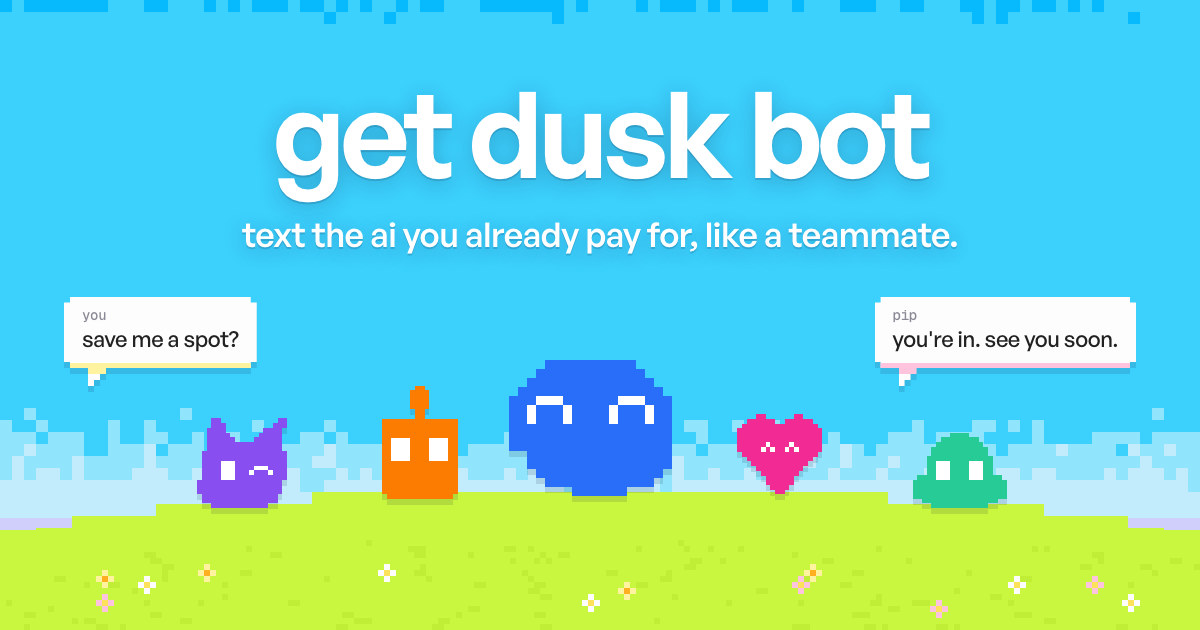 get dusk bot
text the ai you already pay for, like a teammate.
you
save me a spot?
pip
you're in. see you soon.